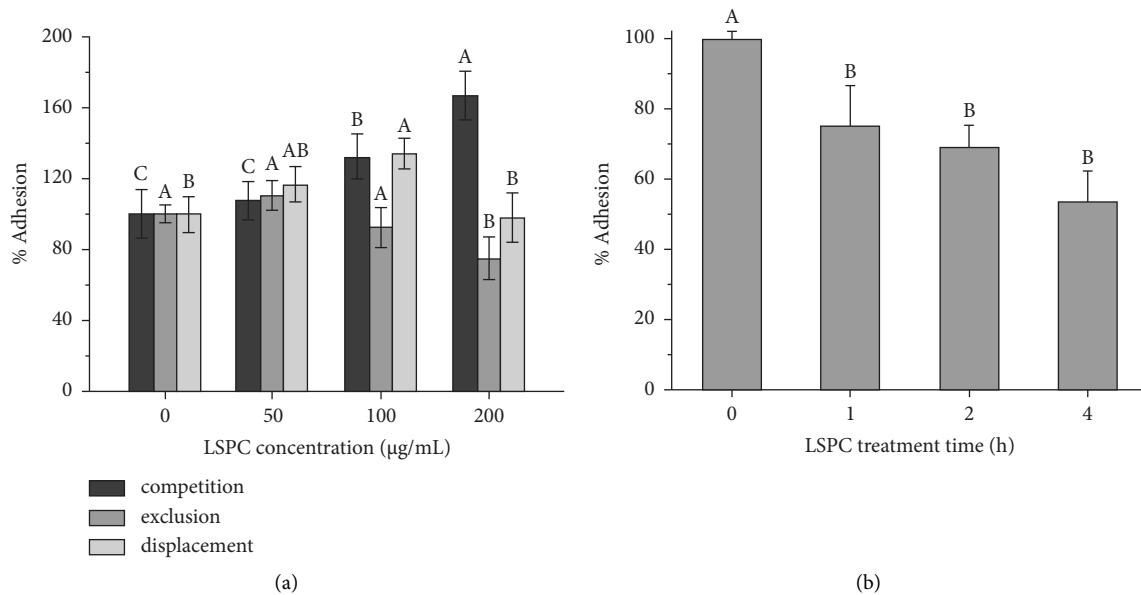 200
160
120
80
40
0
% Adhesion
C
A
B
C
A
AB
B
A
A
A
B
B
0
50
100
200
LSPC concentration (µg/mL)
competition
exclusion
displacement
(a)
100
80
60
40
20
0
% Adhesion
A
B
B
B
0
1
2
4
LSPC treatment time (h)
(b)